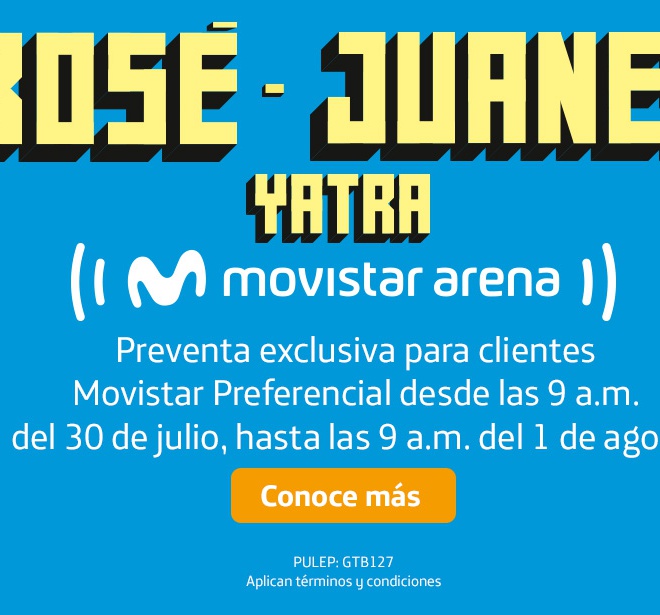 ROSÉ - JUANE
YATRA
movistar arena
Preventa exclusiva para clientes
Movistar Preferencial desde las 9 a.m.
del 30 de julio, hasta las 9 a.m. del 1 de ago
Conoce más
PULEP: GTB127
Aplican términos y condiciones